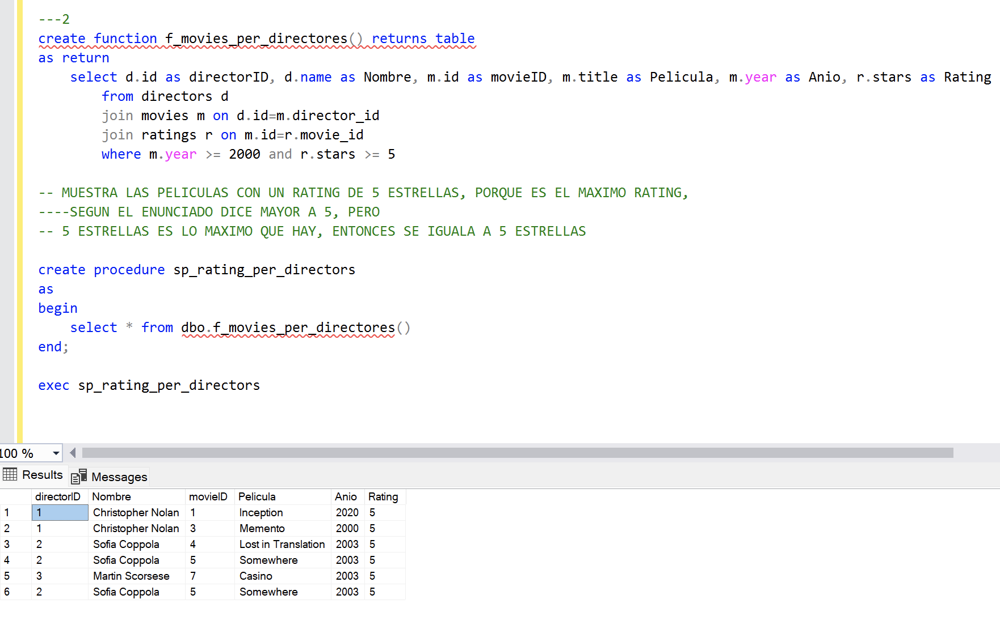 ---2
create function f_movies_per_directores() returns table
as return
    select d.id as directorID, d.name as Nombre, m.id as movieID, m.title as Pelicula, m.year as Anio, r.stars as Rating
        from directors d
        join movies m on d.id=m.director_id
        join ratings r on m.id=r.movie_id
        where m.year >= 2000 and r.stars >= 5
-- MUESTRA LAS PELICULAS CON UN RATING DE 5 ESTRELLAS, PORQUE ES EL MAXIMO RATING,
----SEGUN EL ENUNCIADO DICE MAYOR A 5, PERO
-- 5 ESTRELLAS ES LO MAXIMO QUE HAY, ENTONCES SE IGUALA A 5 ESTRELLAS
create procedure sp_rating_per_directors
as
begin
    select * from dbo.f_movies_per_directores()
end;
exec sp_rating_per_directors
100 %
Results Messages
directorID Nombre movieID Pelicula Anio Rating
1 1 Christopher Nolan 1 Inception 2020 5
2 1 Christopher Nolan 3 Memento 2000 5
3 2 Sofia Coppola 4 Lost in Translation 2003 5
4 2 Sofia Coppola 5 Somewhere 2003 5
5 3 Martin Scorsese 7 Casino 2003 5
6 2 Sofia Coppola 5 Somewhere 2003 5